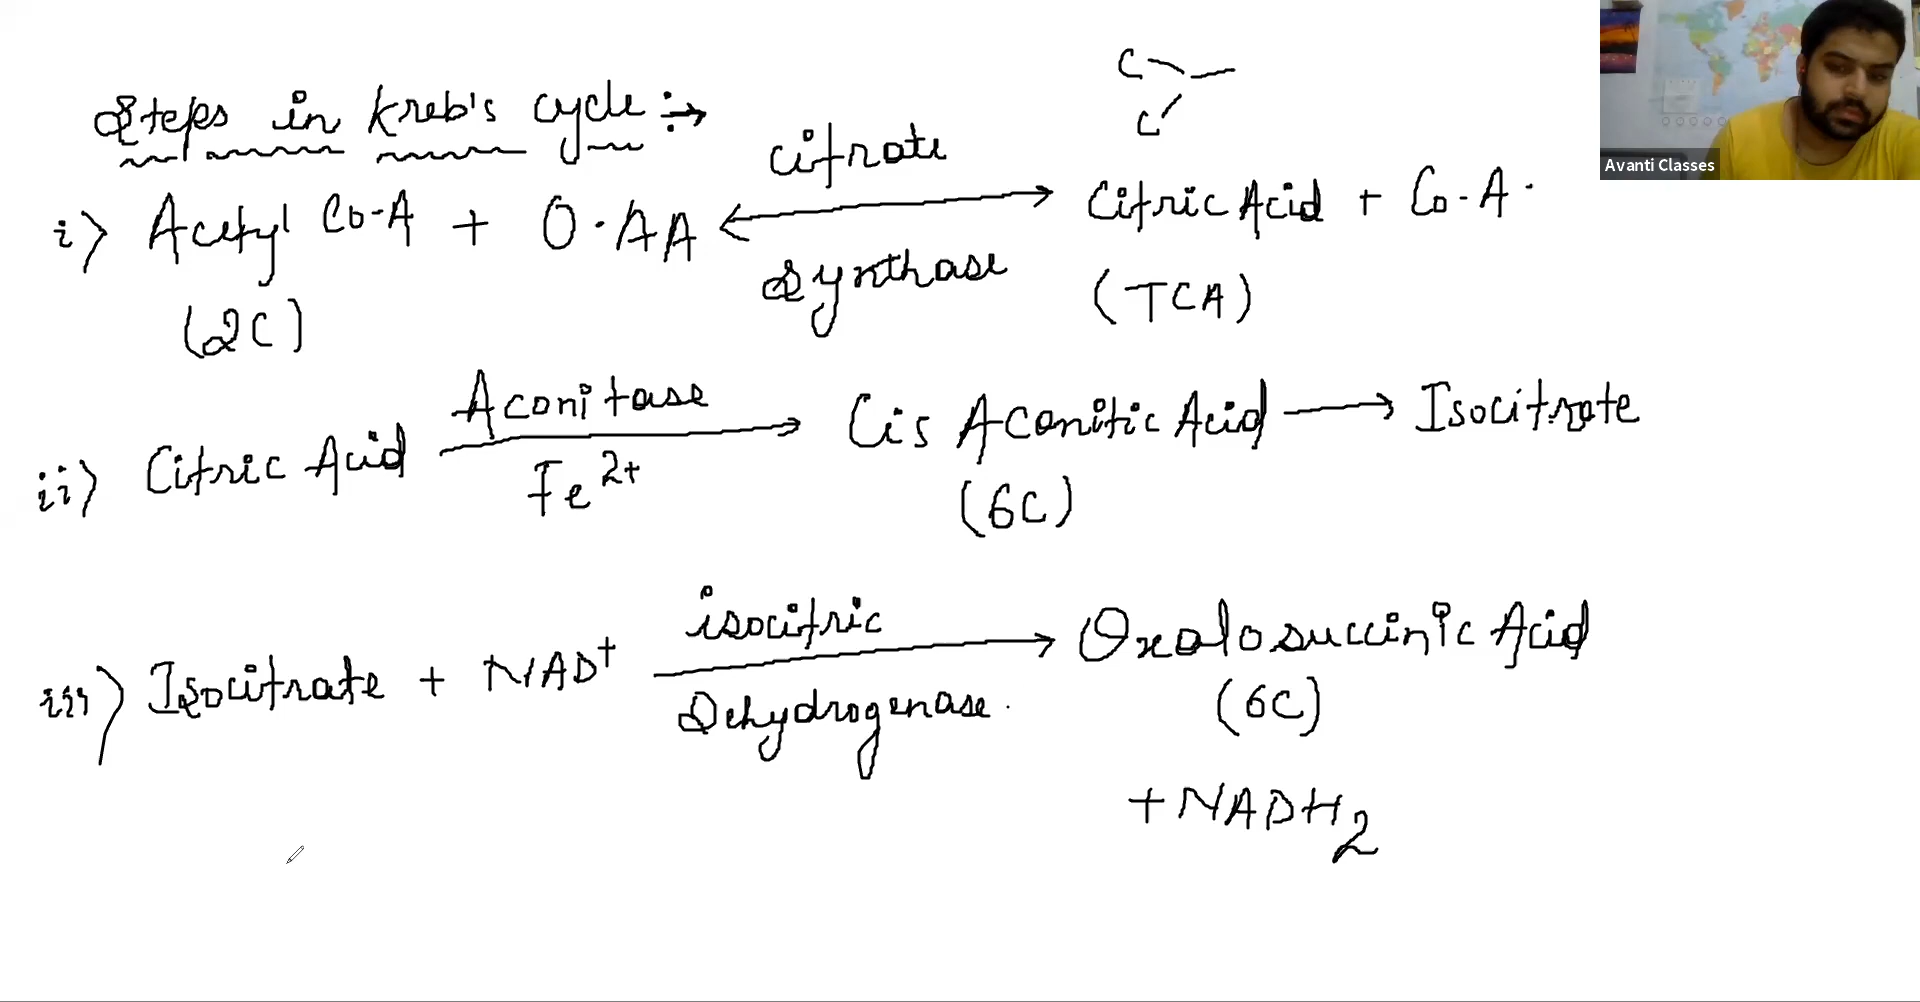 Steps in Kreb's cycle :→
C
C
Avanti Classes
i) Acetyl Co-A + O·AA ⟷ Citric Acid + Co-A.
citrate
synthase
(2C)
(TCA)
ii) Citric Acid → Cis Aconitic Acid → Isocitrate
Aconitase
Fe²⁺
(6C)
iii) Isocitrate + NAD⁺ → Oxalosuccinic Acid
isocitric
Dehydrogenase.
(6C)
+ NADH₂